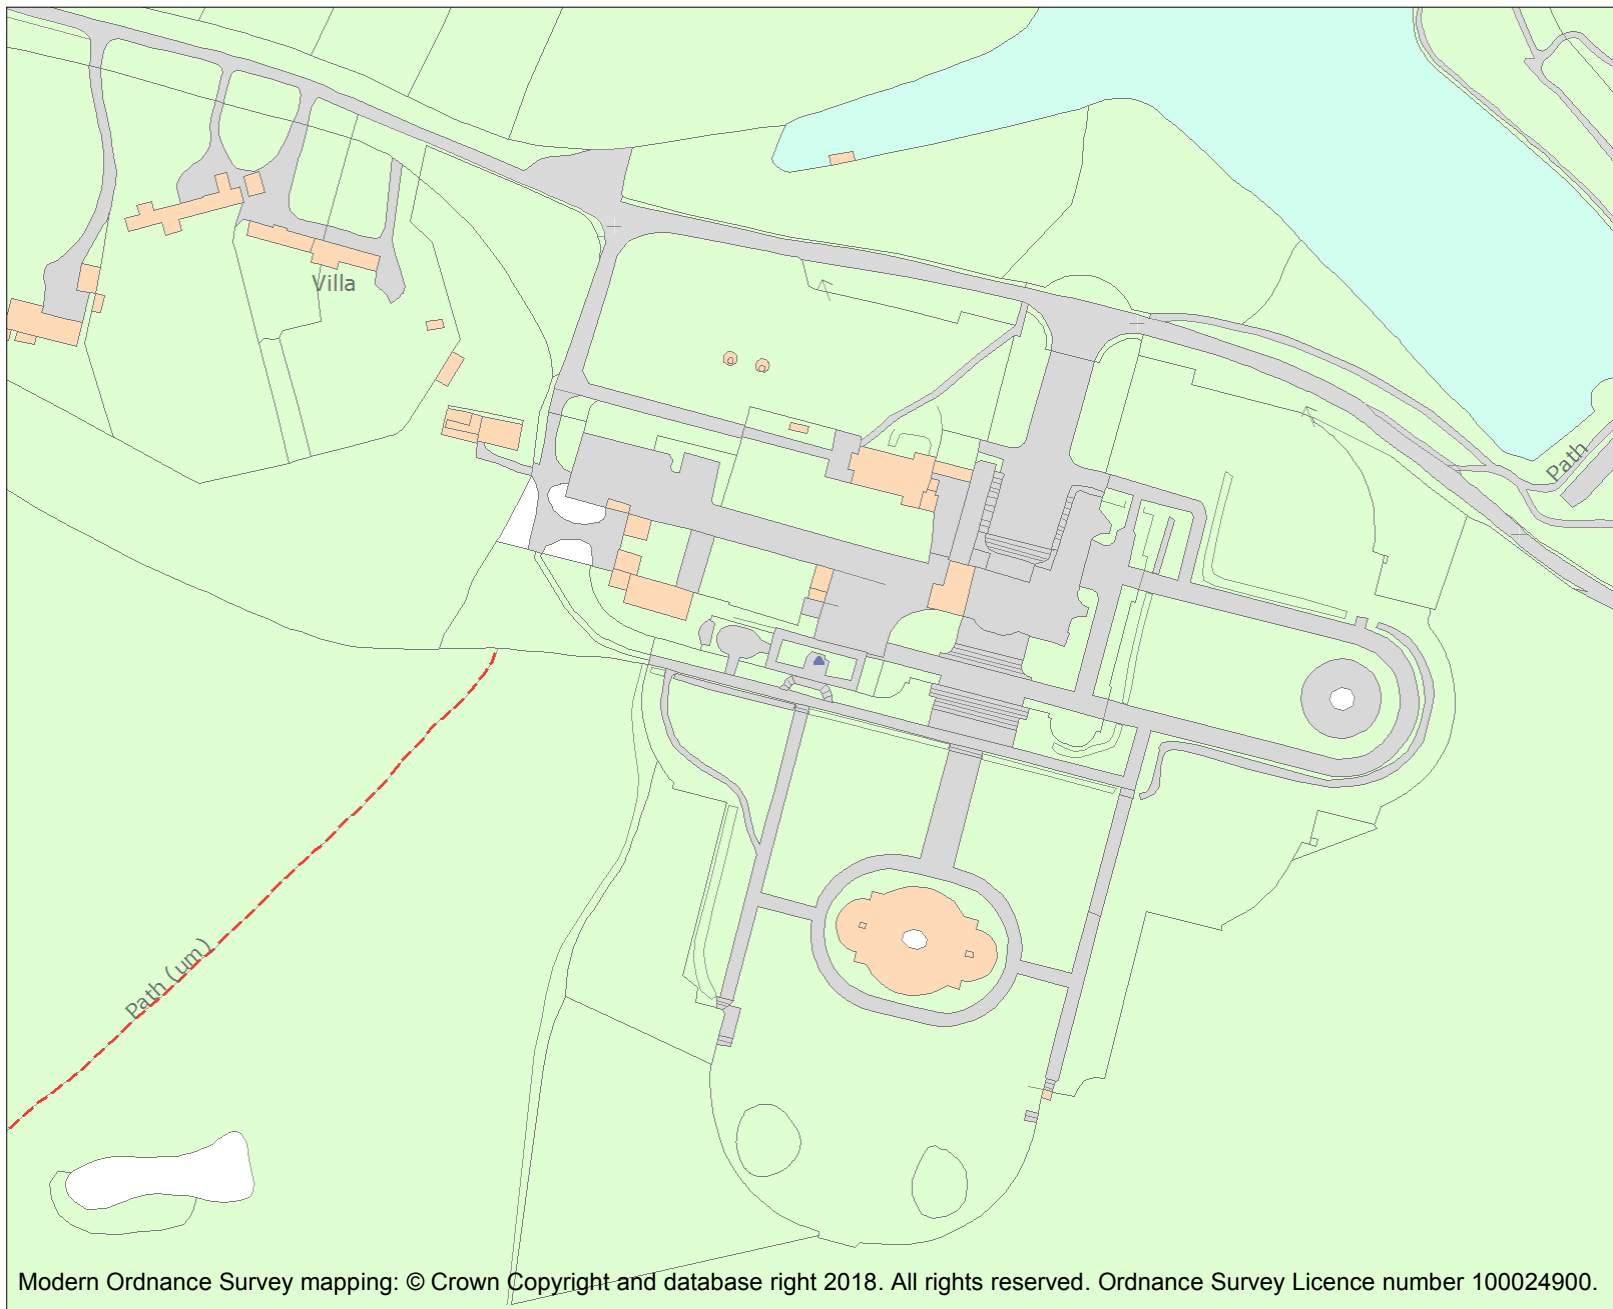 Villa
Path
Path (um)
Modern Ordnance Survey mapping: © Crown Copyright and database right 2018. All rights reserved. Ordnance Survey Licence number 100024900.